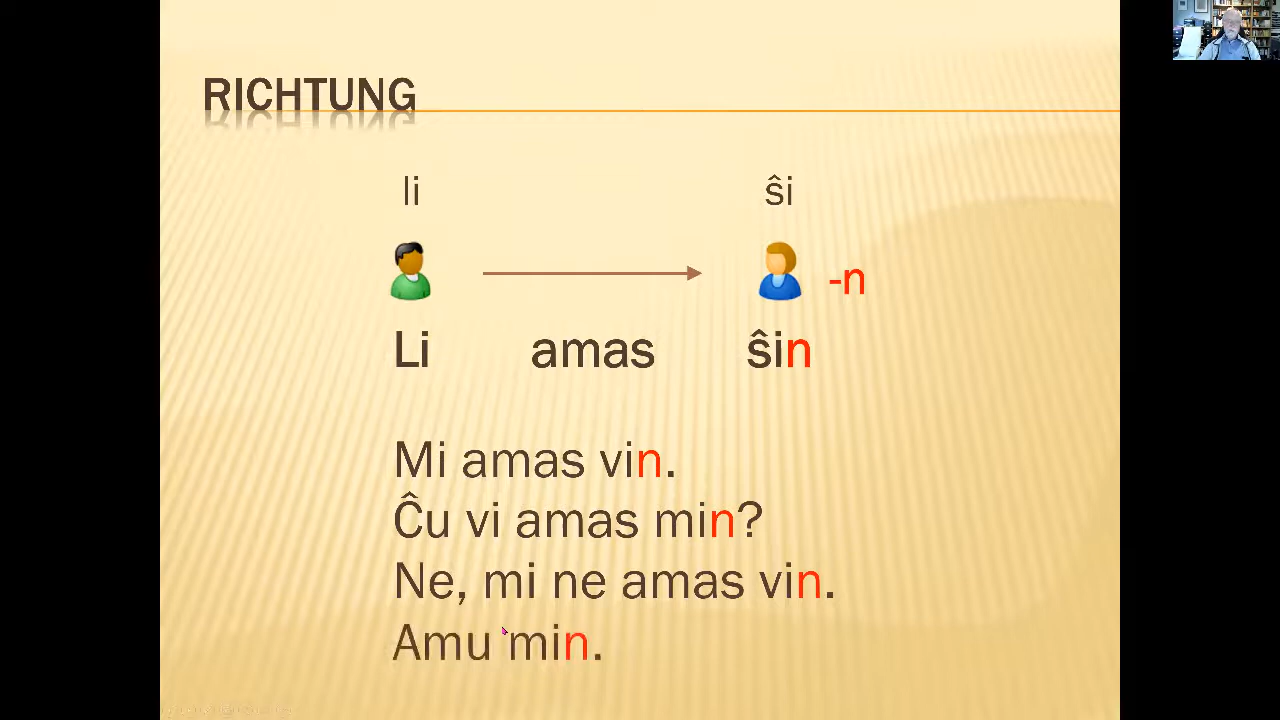 RICHTUNG
li ŝi
-n
Li amas ŝin
Mi amas vin.
Ĉu vi amas min?
Ne, mi ne amas vin.
Amu min.